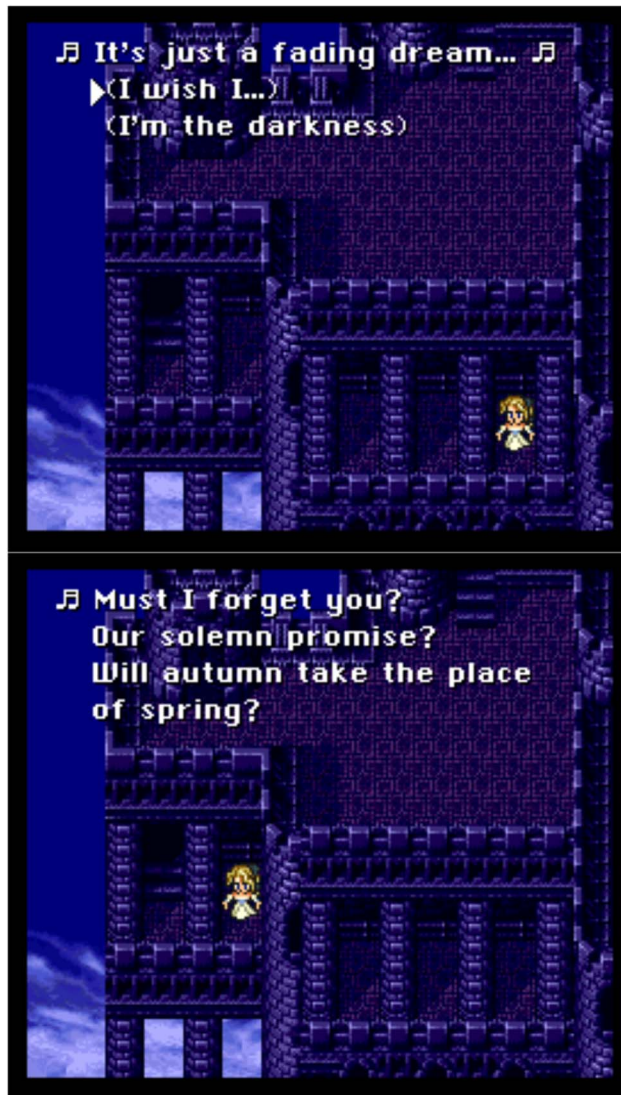 ♬ It's just a fading dream... ♬
(I wish I...)
(I'm the darkness)
♬ Must I forget you?
Our solemn promise?
Will autumn take the place
of spring?